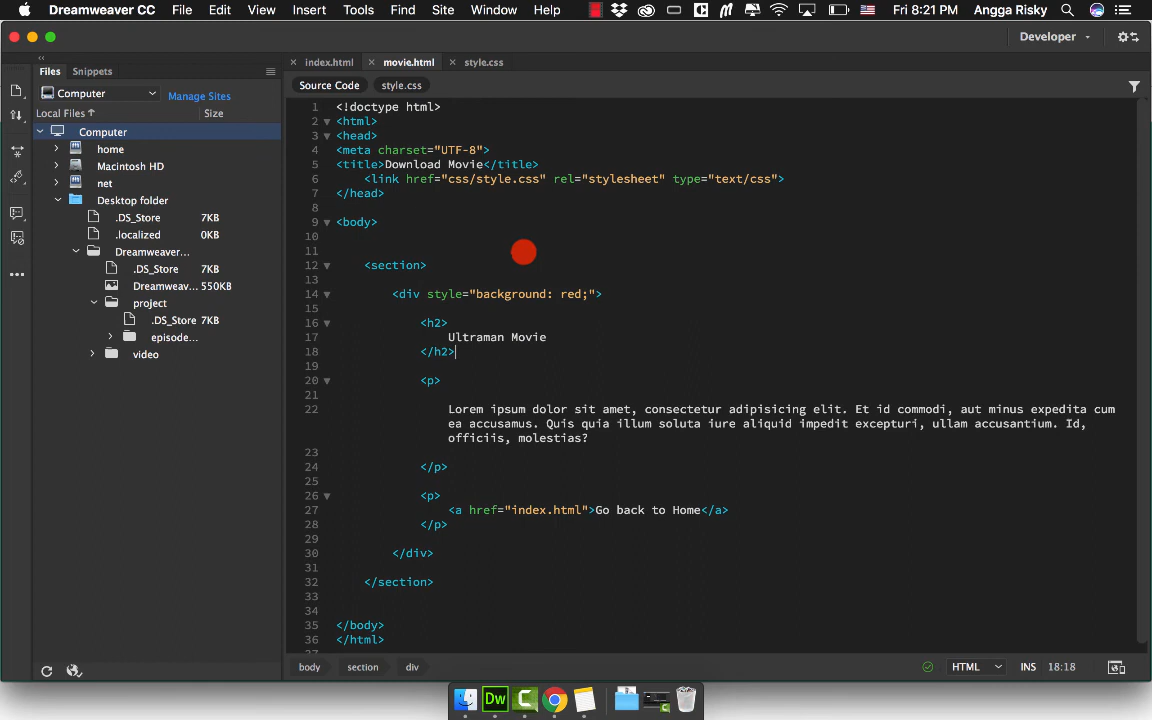 Dreamweaver CC File Edit View Insert Tools Find Site Window Help Fri 8:21 PM Angga Risky
Developer
Files Snippets
index.html movie.html style.css
Computer Manage Sites
Source Code style.css
Local Files Size
Computer
home
Macintosh HD
net
Desktop folder
.DS_Store 7KB
.localized 0KB
Dreamweaver...
.DS_Store 7KB
Dreamweav... 550KB
project
.DS_Store 7KB
episode...
video
1 <!doctype html>
2 <html>
3 <head>
4 <meta charset="UTF-8">
5 <title>Download Movie</title>
6 <link href="css/style.css" rel="stylesheet" type="text/css">
7 </head>
8
9 <body>
10
11
12 <section>
13
14 <div style="background: red;">
15
16 <h2>
17 Ultraman Movie
18 </h2>
19
20 <p>
21
22 Lorem ipsum dolor sit amet, consectetur adipisicing elit. Et id commodi, aut minus expedita cum
ea accusamus. Quis quia illum soluta iure aliquid impedit excepturi, ullam accusantium. Id,
officiis, molestias?
23
24 </p>
25
26 <p>
27 <a href="index.html">Go back to Home</a>
28 </p>
29
30 </div>
31
32 </section>
33
34
35 </body>
36 </html>
37
body section div HTML INS 18:18
Dw